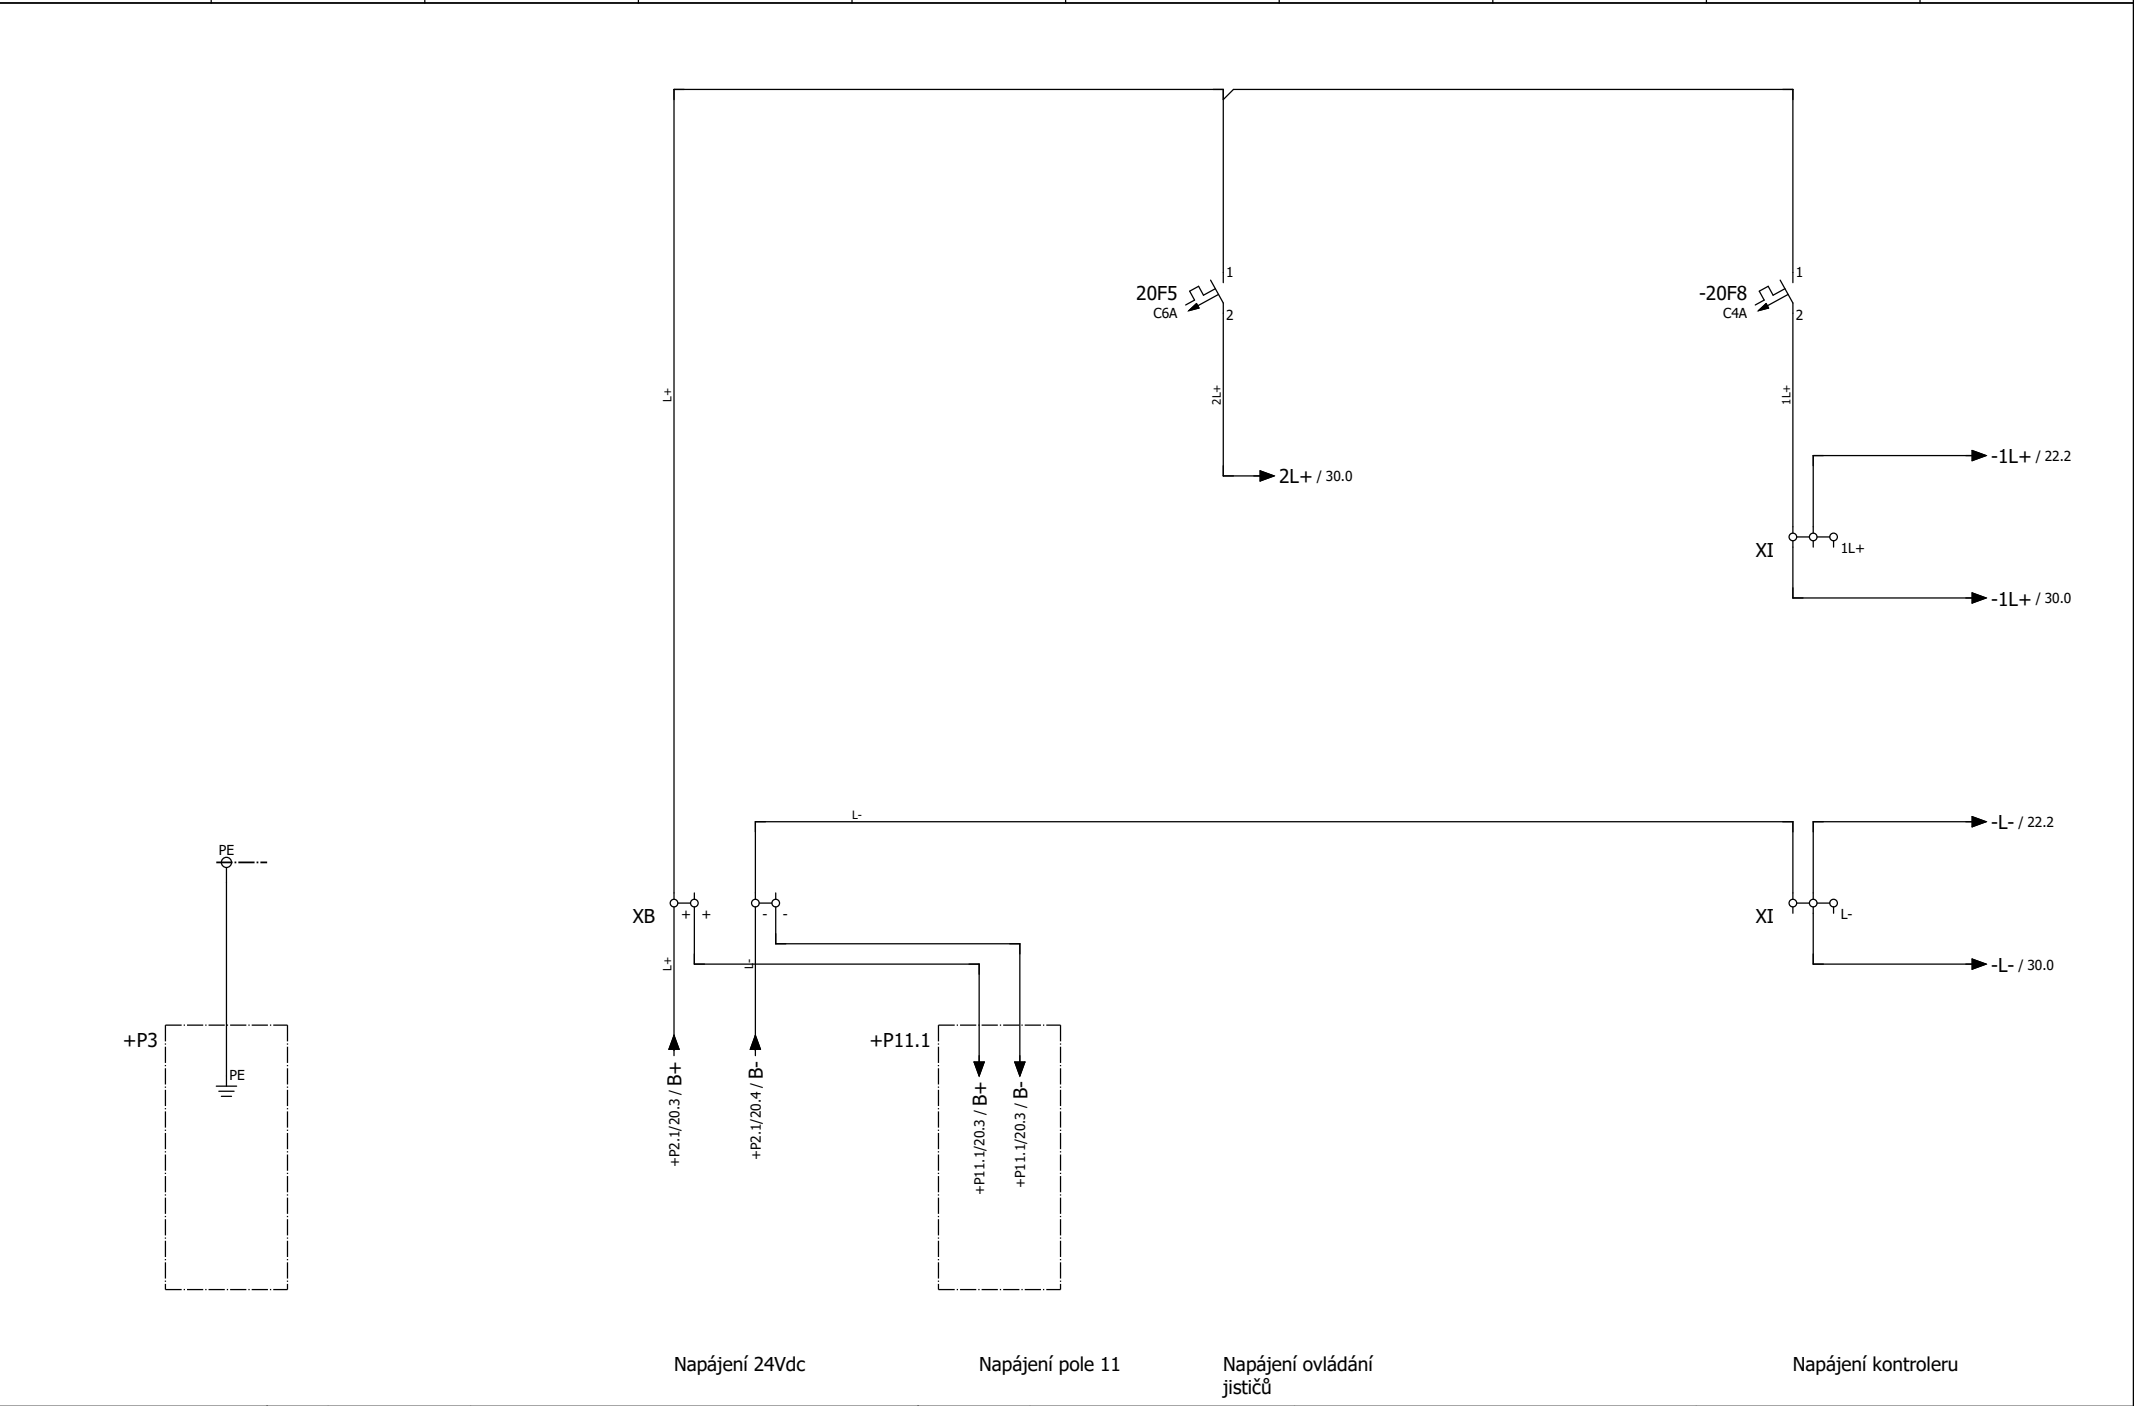 1
20F5
C6A
2
1
-20F8
C4A
2
L+
2L+
1L+
-1L+ / 22.2
2L+ / 30.0
XI
1L+
-1L+ / 30.0
L-
-L- / 22.2
PE
XB
+
+
-
-
XI
L-
L+
L-
-L- / 30.0
+P3
PE
+P2.1/20.3 / B+
+P2.1/20.4 / B-
+P11.1
+P11.1/20.3 / B+
+P11.1/20.3 / B-
Napájení 24Vdc
Napájení pole 11
Napájení ovládání
jističů
Napájení kontroleru